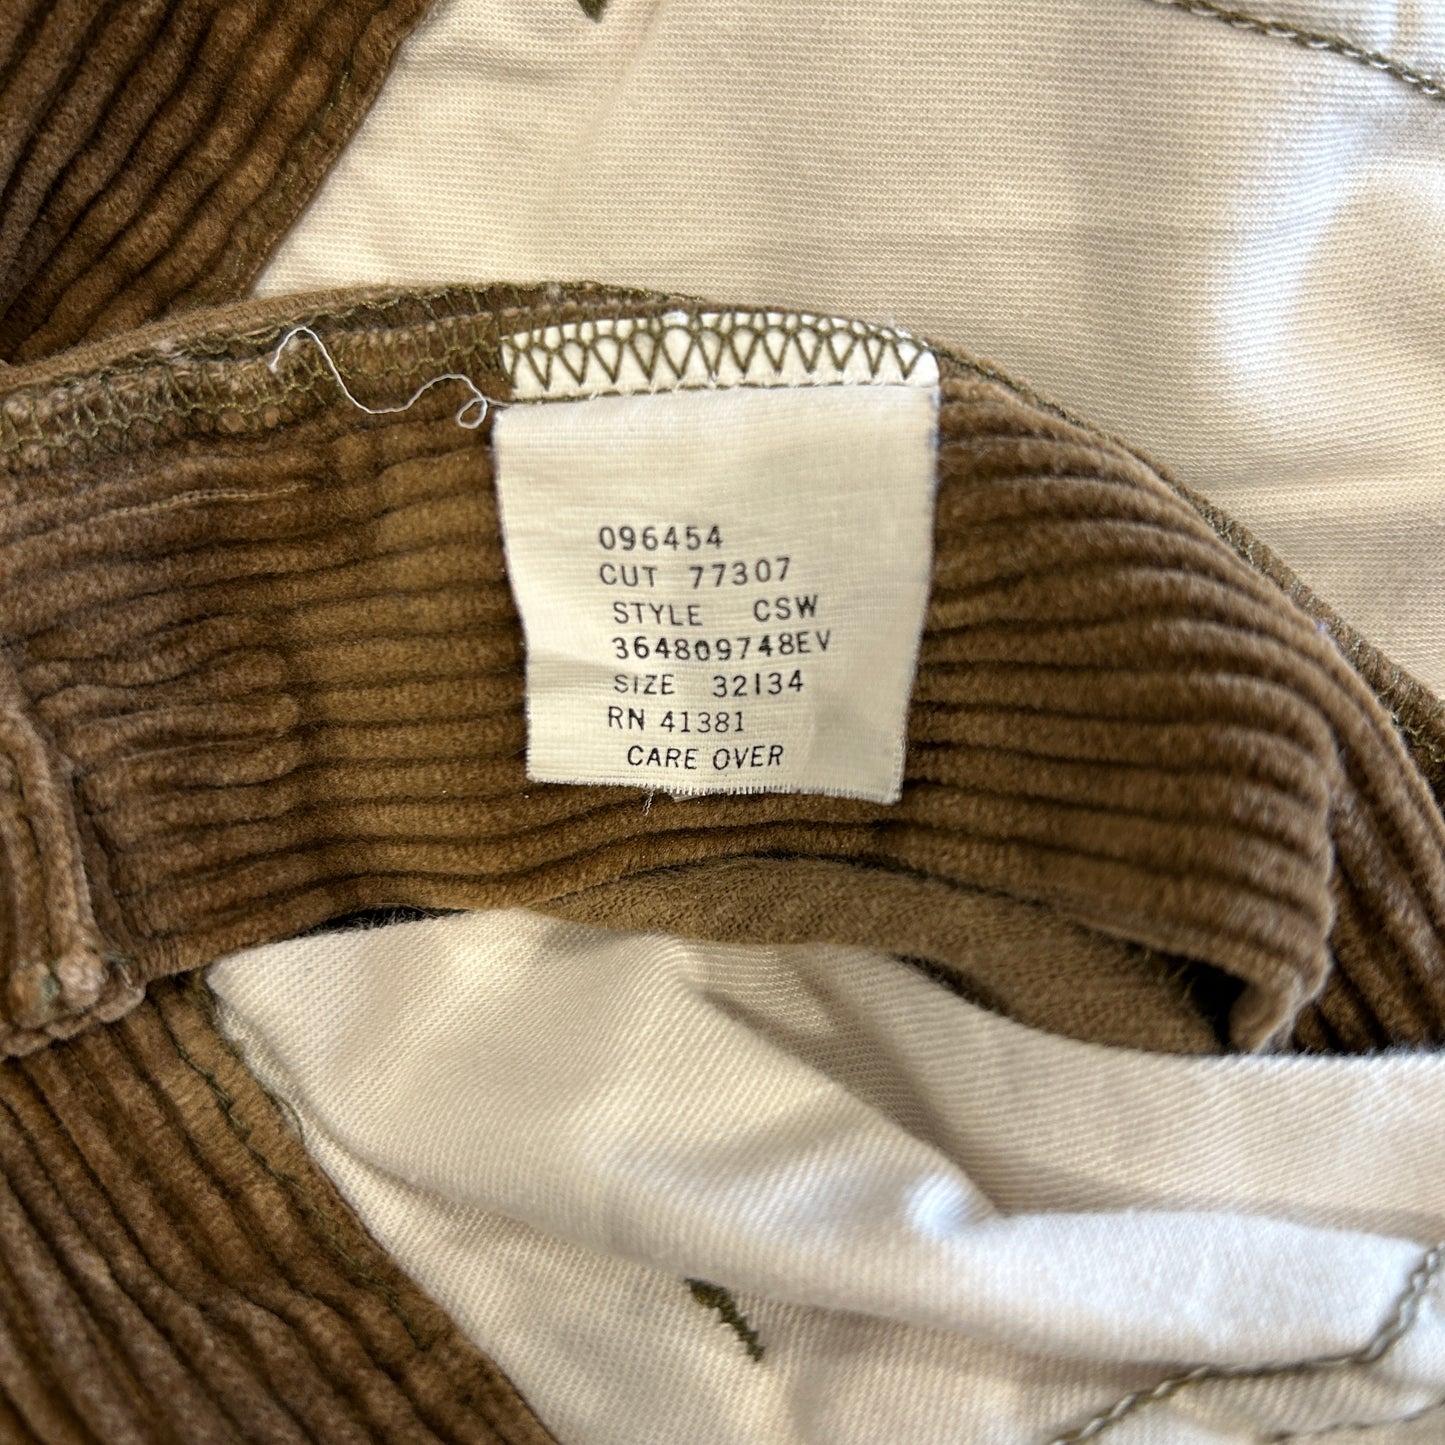 096454
CUT 77307
STYLE CSW
364809748EV
SIZE 32134
RN 41381
CARE OVER